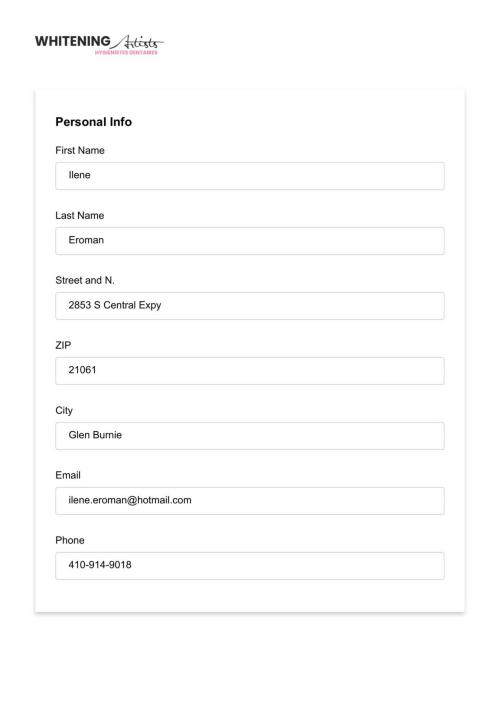 WHITENING Artists
HYGIÉNISTES DENTAIRES
Personal Info
First Name
Ilene
Last Name
Eroman
Street and N.
2853 S Central Expy
ZIP
21061
City
Glen Burnie
Email
ilene.eroman@hotmail.com
Phone
410-914-9018